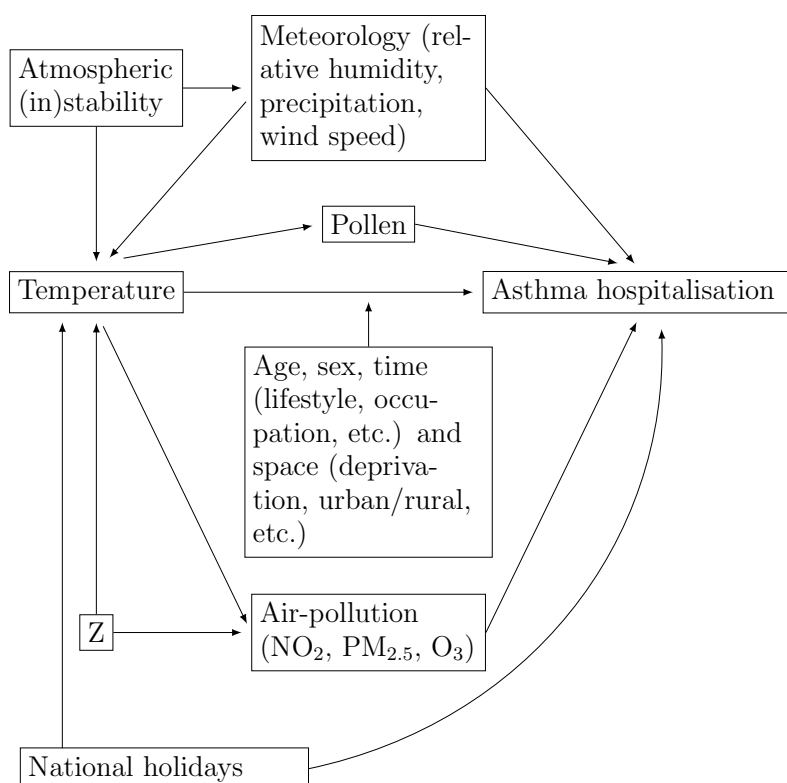 Atmospheric
(in)stability
Meteorology (rel-
ative humidity,
precipitation,
wind speed)
Pollen
Temperature
Asthma hospitalisation
Age, sex, time
(lifestyle, occu-
pation, etc.) and
space (depriva-
tion, urban/rural,
etc.)
Z
Air-pollution
(NO₂, PM₂.₅, O₃)
National holidays